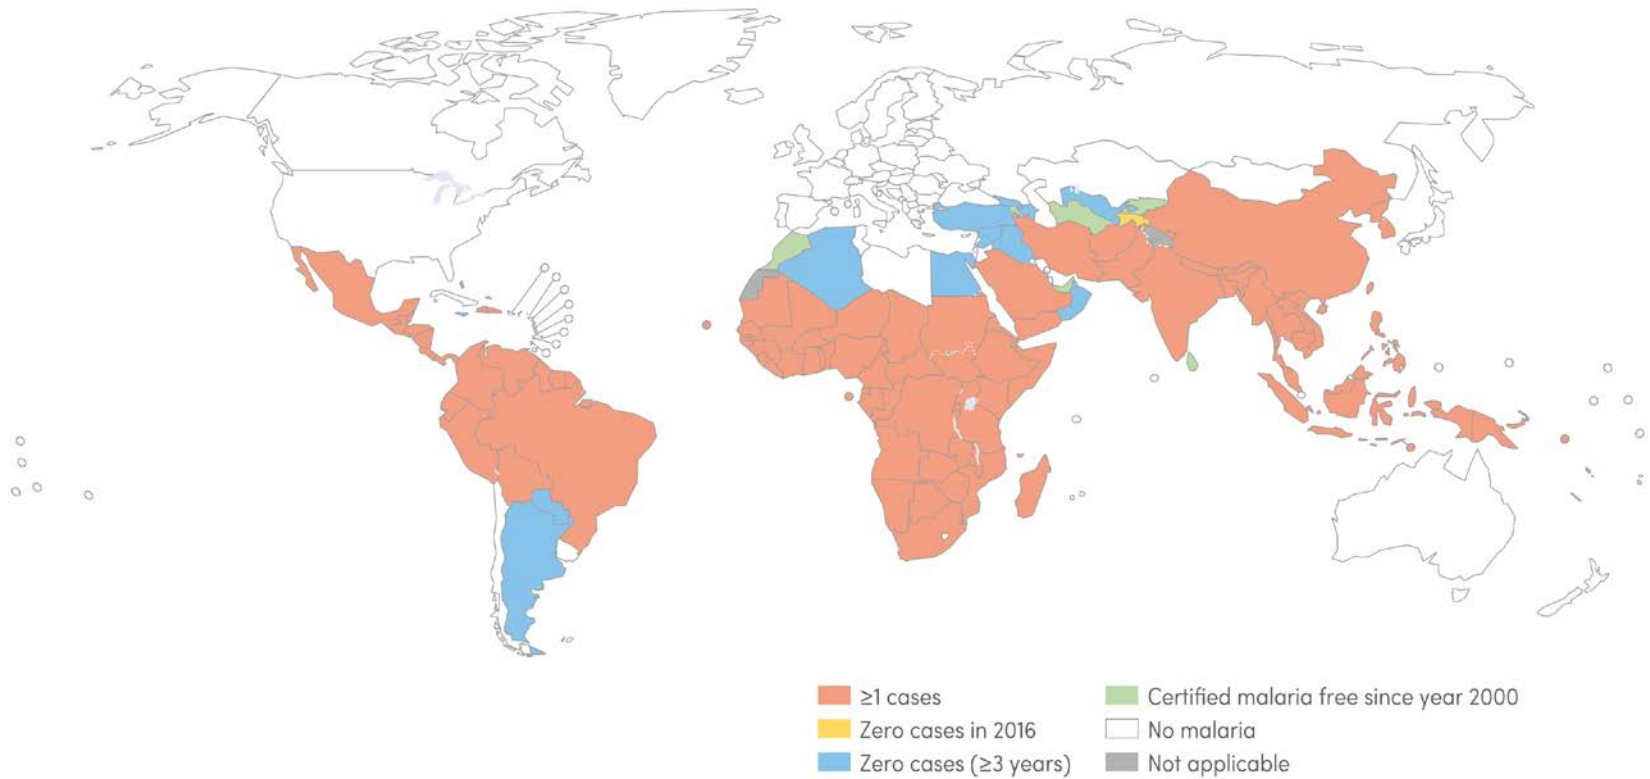 ≥1 cases
Zero cases in 2016
Zero cases (≥3 years)
Certified malaria free since year 2000
No malaria
Not applicable